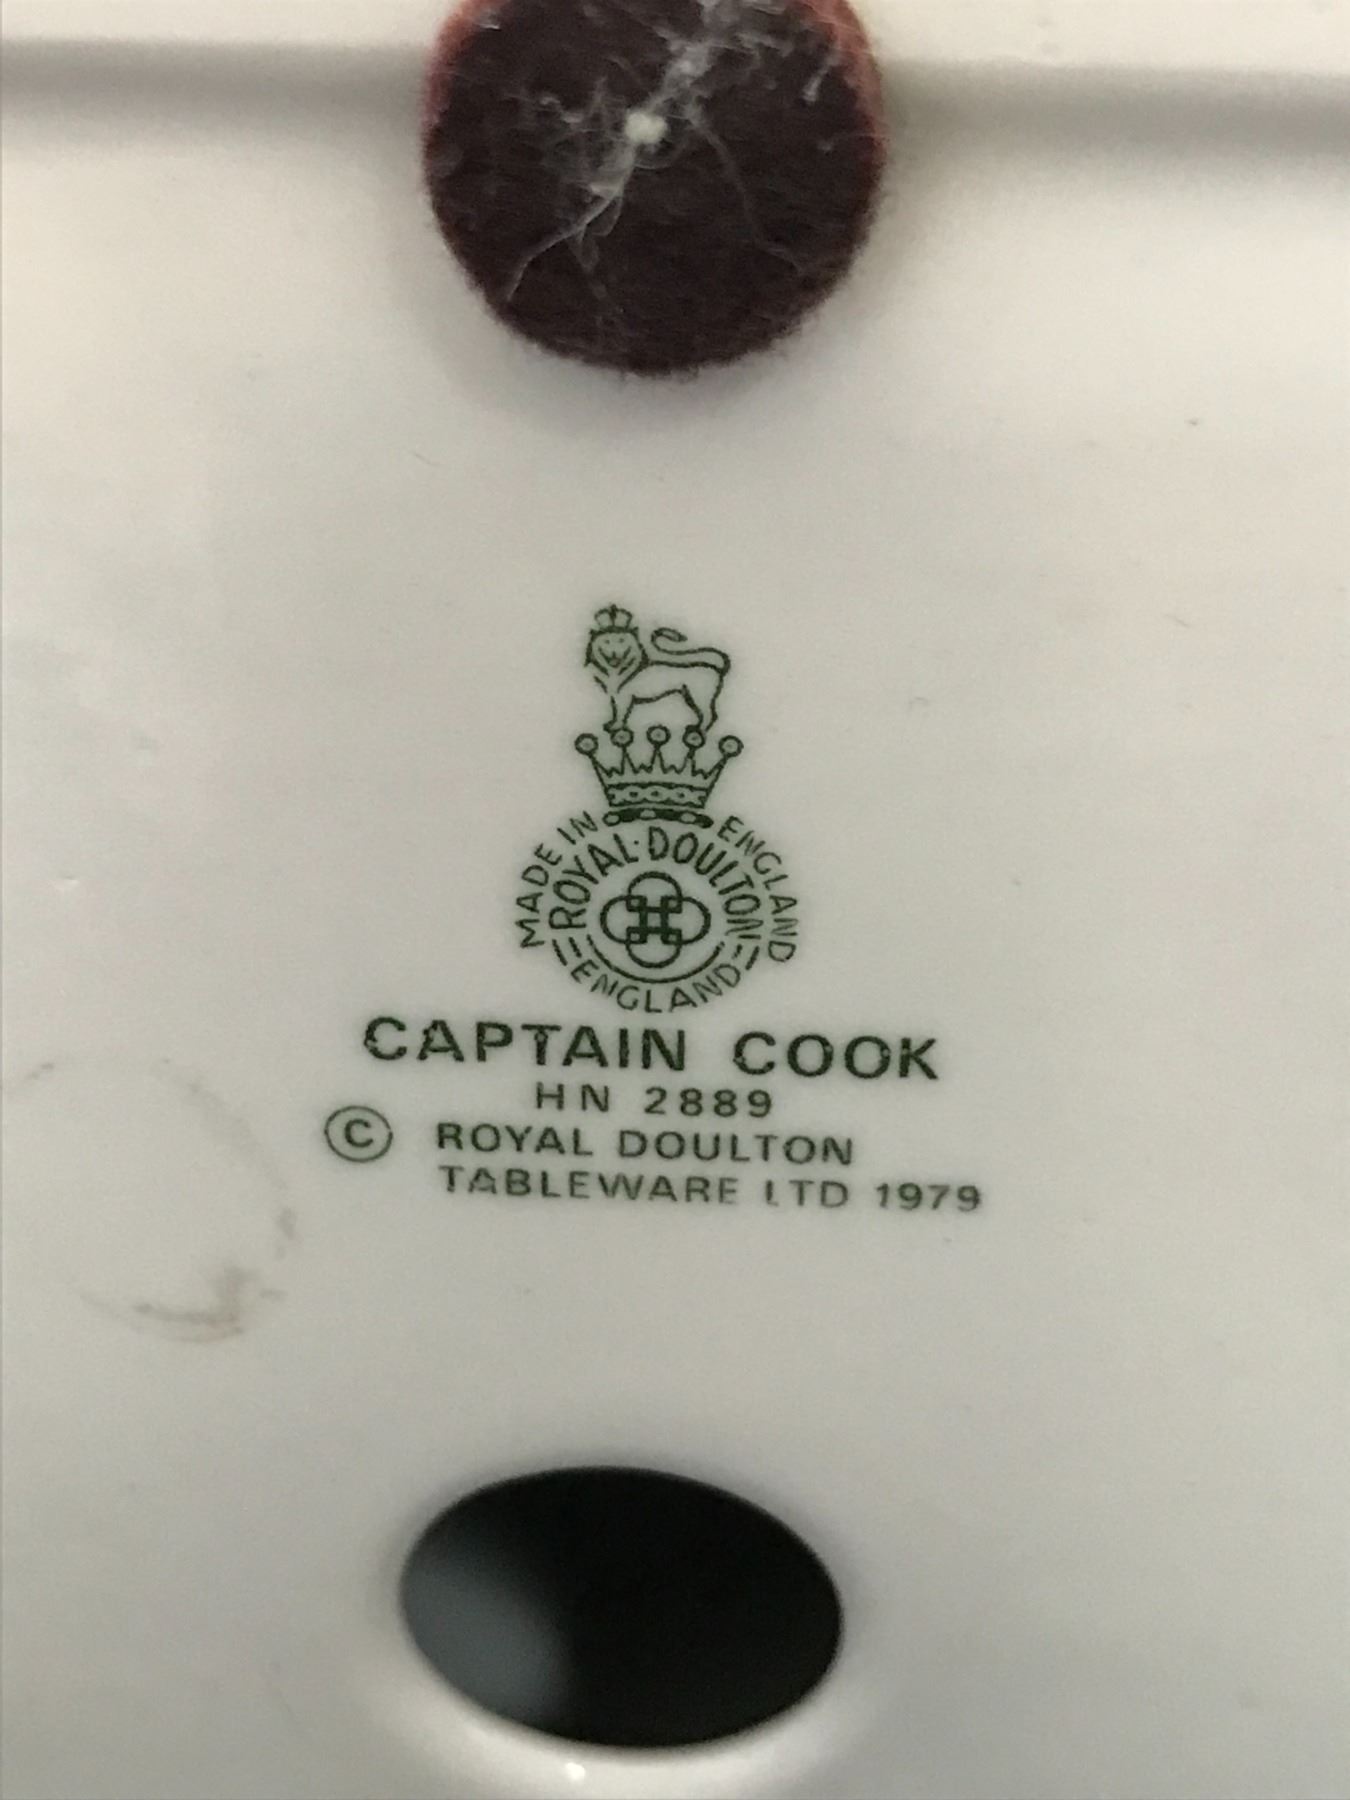 MADE IN ENGLAND
ROYAL·DOULTON
ENGLAND
CAPTAIN COOK
HN 2889
© ROYAL DOULTON
TABLEWARE LTD 1979